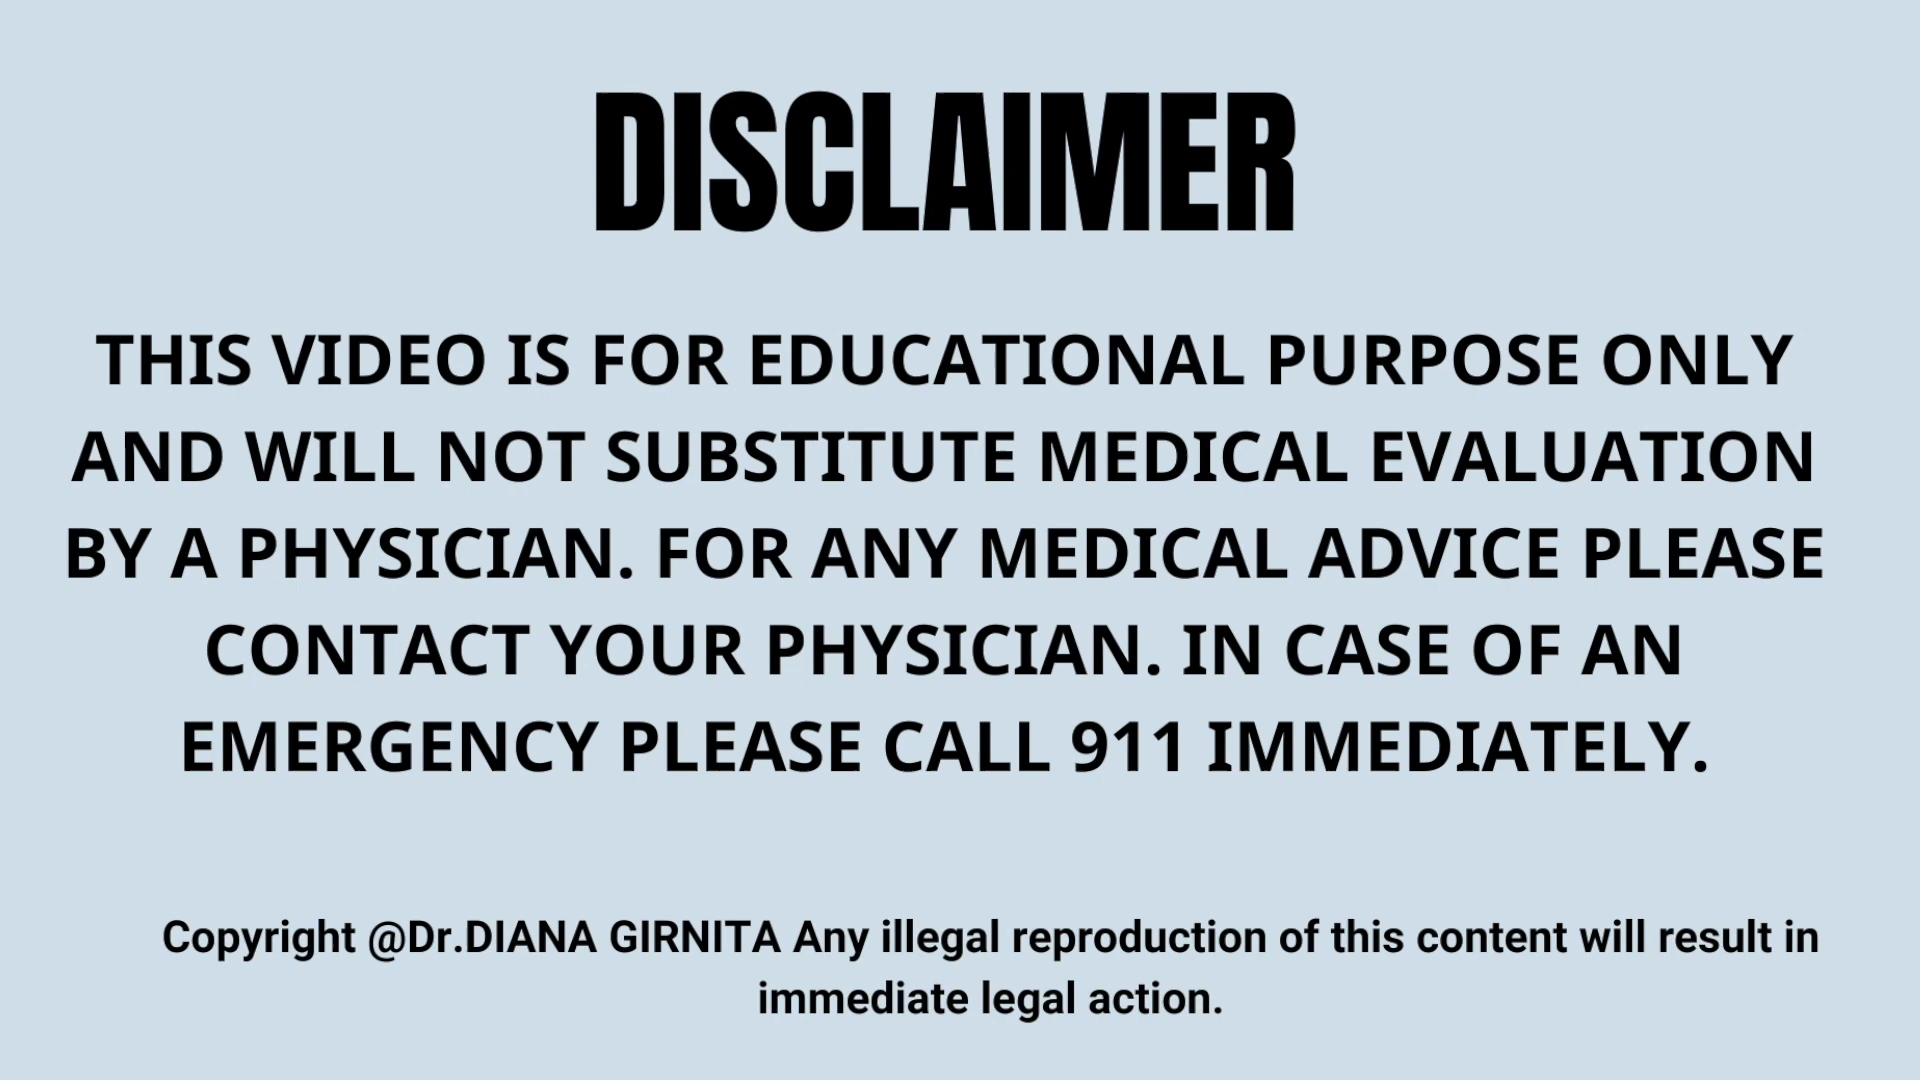 DISCLAIMER
THIS VIDEO IS FOR EDUCATIONAL PURPOSE ONLY
AND WILL NOT SUBSTITUTE MEDICAL EVALUATION
BY A PHYSICIAN. FOR ANY MEDICAL ADVICE PLEASE
CONTACT YOUR PHYSICIAN. IN CASE OF AN
EMERGENCY PLEASE CALL 911 IMMEDIATELY.
Copyright @Dr.DIANA GIRNITA Any illegal reproduction of this content will result in
immediate legal action.